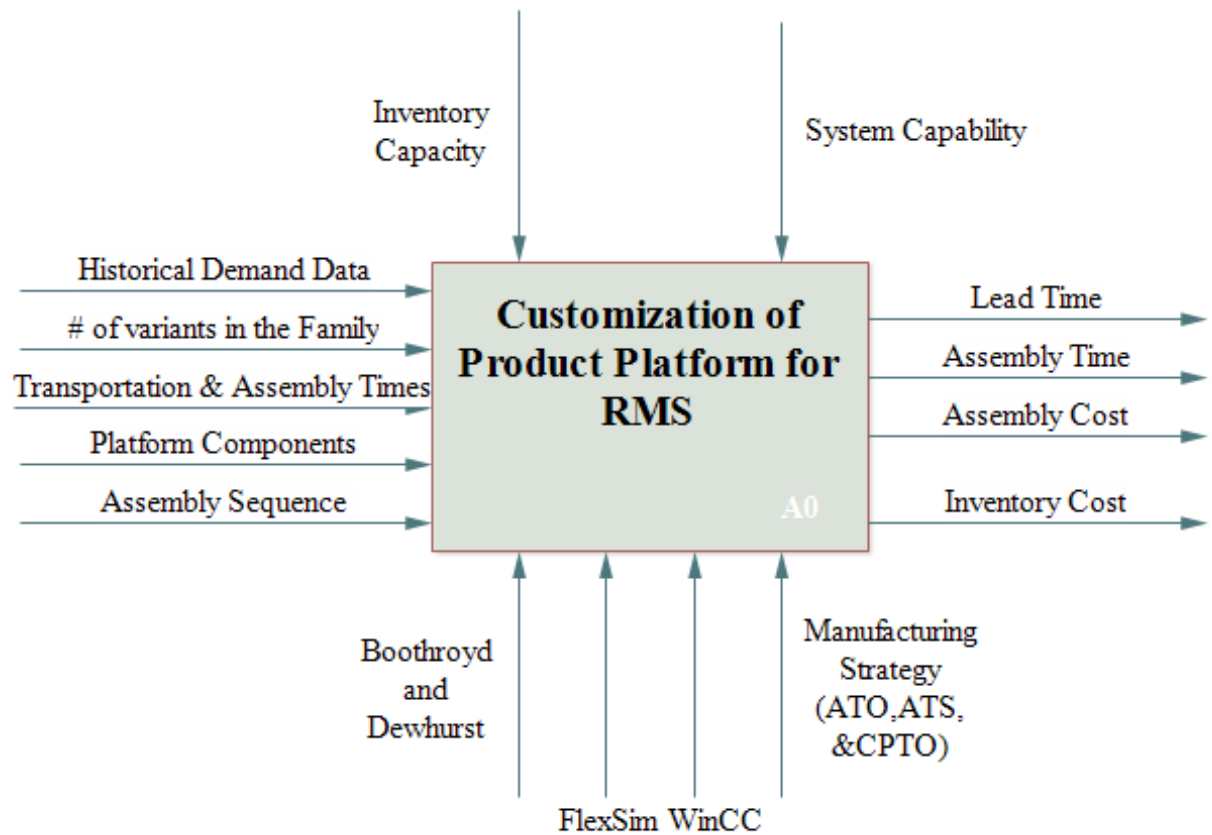 Inventory
Capacity
System Capability
Historical Demand Data
# of variants in the Family
Transportation & Assembly Times
Platform Components
Assembly Sequence
Customization of
Product Platform for
RMS
A0
Lead Time
Assembly Time
Assembly Cost
Inventory Cost
Boothroyd
and
Dewhurst
FlexSim WinCC
Manufacturing
Strategy
(ATO,ATS,
&CPTO)